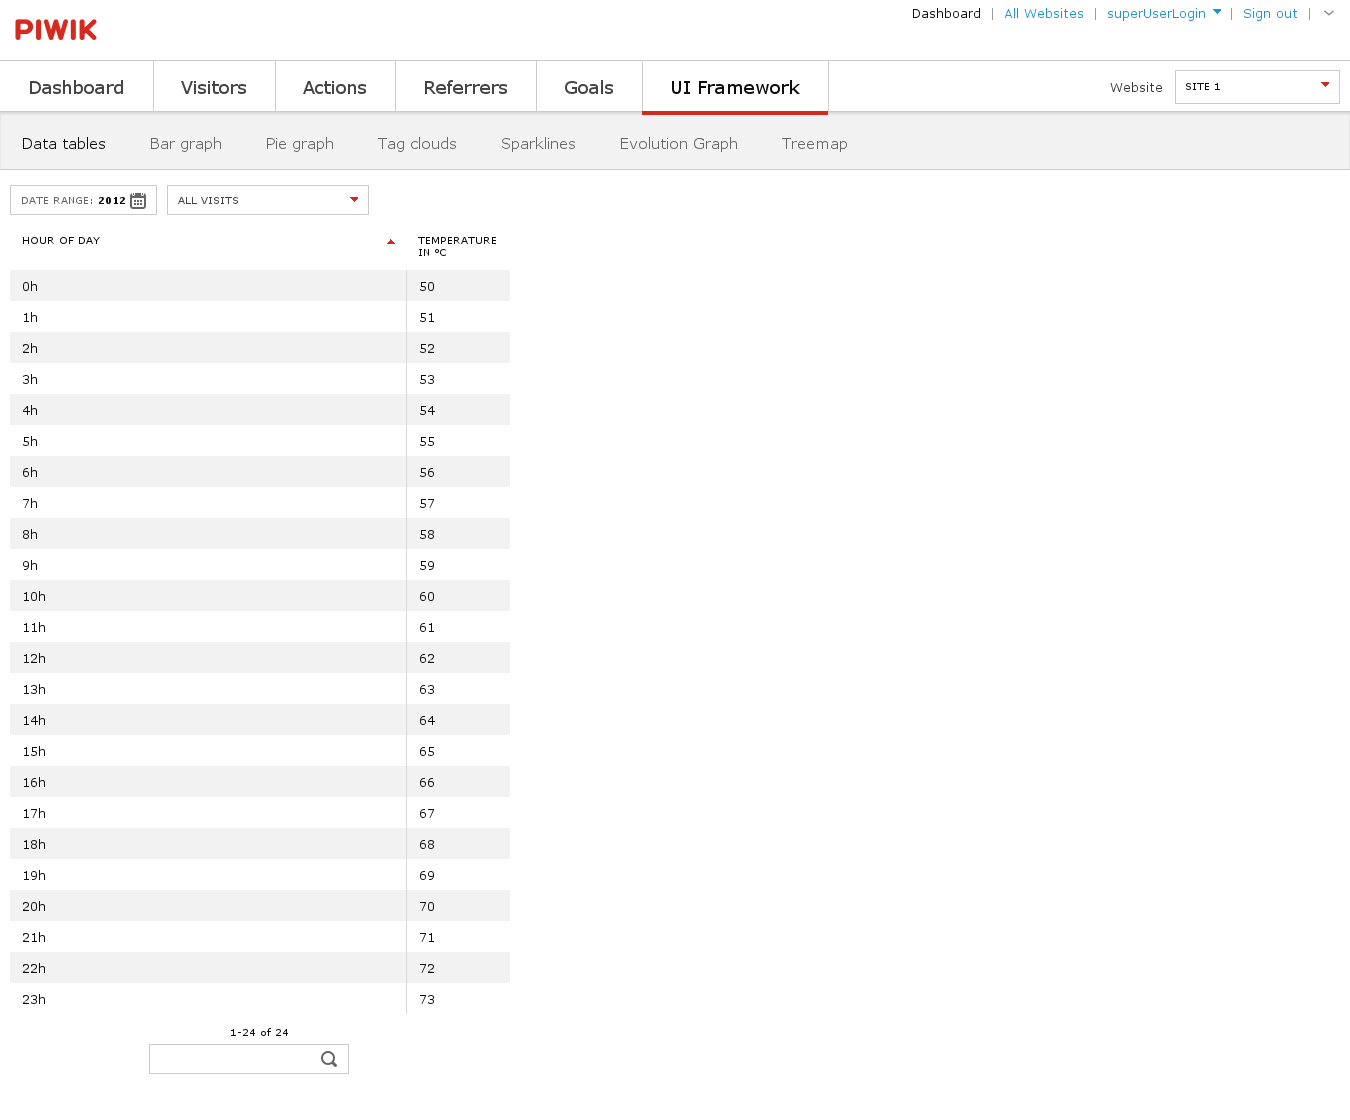 PIWIK
Dashboard | All Websites | superUserLogin | Sign out |
Dashboard Visitors Actions Referrers Goals UI Framework Website SITE 1
Data tables Bar graph Pie graph Tag clouds Sparklines Evolution Graph Treemap
DATE RANGE: 2012 ALL VISITS
HOUR OF DAY TEMPERATURE
IN °C
0h 50
1h 51
2h 52
3h 53
4h 54
5h 55
6h 56
7h 57
8h 58
9h 59
10h 60
11h 61
12h 62
13h 63
14h 64
15h 65
16h 66
17h 67
18h 68
19h 69
20h 70
21h 71
22h 72
23h 73
1-24 of 24